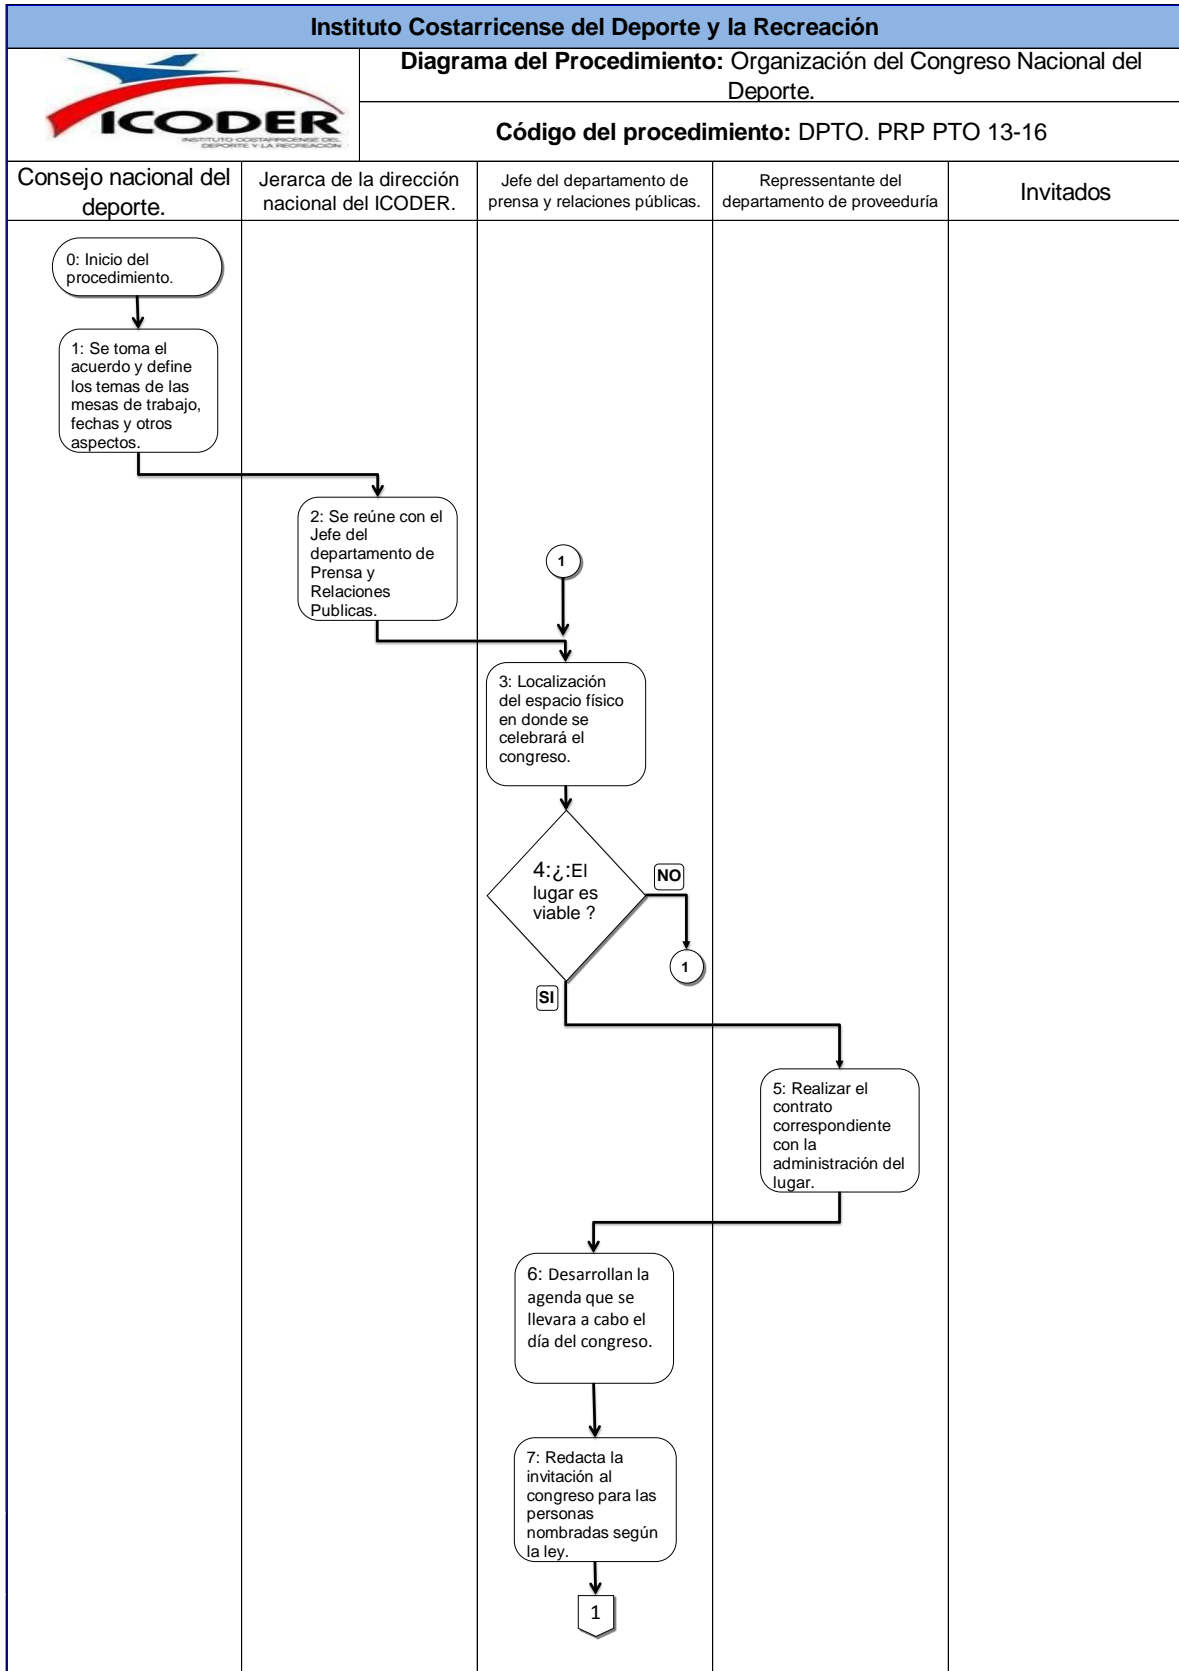 Instituto Costarricense del Deporte y la Recreación
ICODER
INSTITUTO COSTARRICENSE DEL
DEPORTE Y LA RECREACIÓN
Diagrama del Procedimiento: Organización del Congreso Nacional del
Deporte.
Código del procedimiento: DPTO. PRP PTO 13-16
Consejo nacional del
deporte.
Jerarca de la dirección
nacional del ICODER.
Jefe del departamento de
prensa y relaciones públicas.
Repressentante del
departamento de proveeduría
Invitados
0: Inicio del
procedimiento.
1: Se toma el
acuerdo y define
los temas de las
mesas de trabajo,
fechas y otros
aspectos.
2: Se reúne con el
Jefe del
departamento de
Prensa y
Relaciones
Publicas.
1
3: Localización
del espacio físico
en donde se
celebrará el
congreso.
4:¿:El
lugar es
viable ?
NO
1
SI
5: Realizar el
contrato
correspondiente
con la
administración del
lugar.
6: Desarrollan la
agenda que se
llevara a cabo el
día del congreso.
7: Redacta la
invitación al
congreso para las
personas
nombradas según
la ley.
1